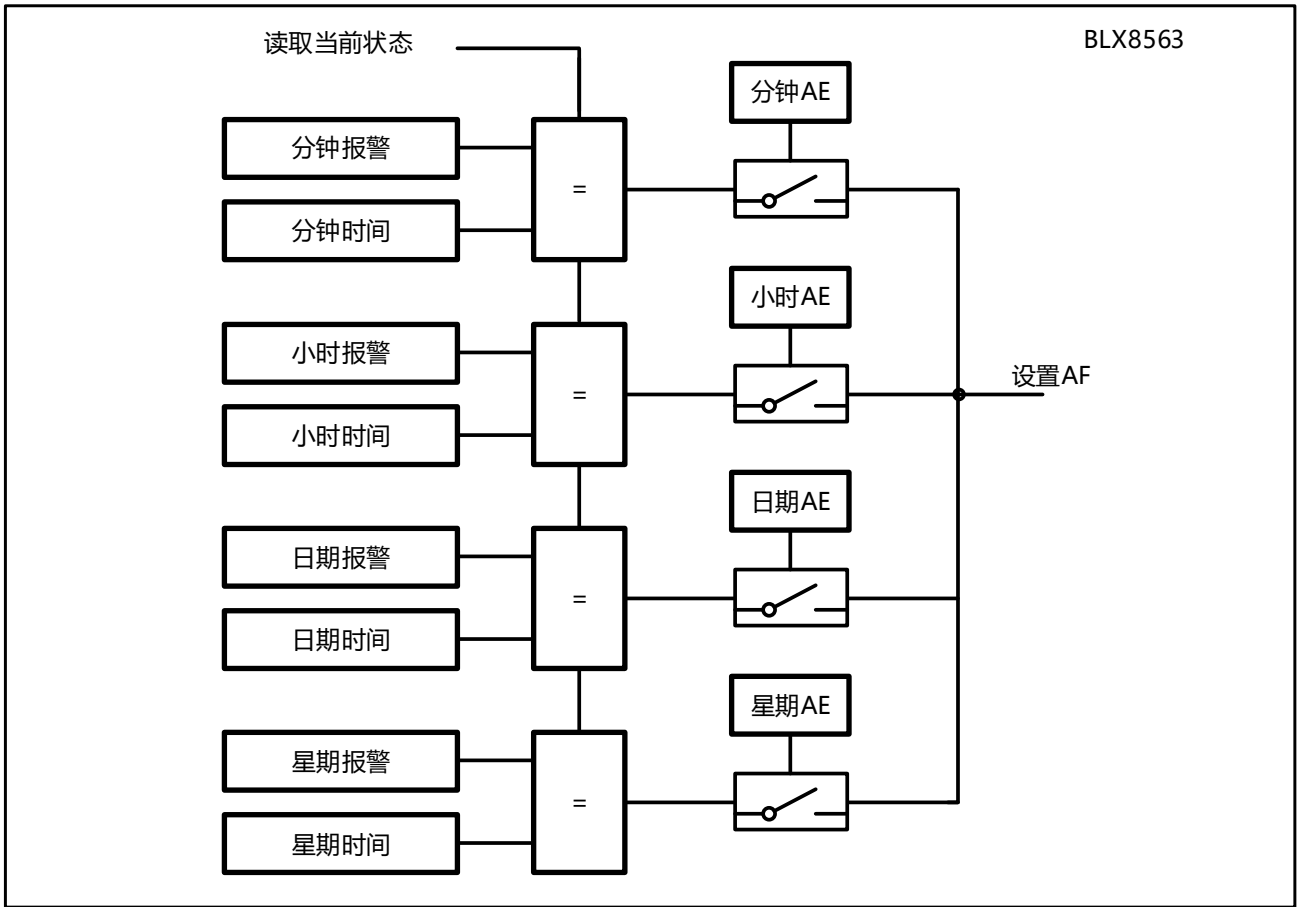 读取当前状态
BLX8563
分钟AE
分钟报警
分钟时间
=
小时AE
小时报警
小时时间
=
设置AF
日期AE
日期报警
日期时间
=
星期AE
星期报警
星期时间
=